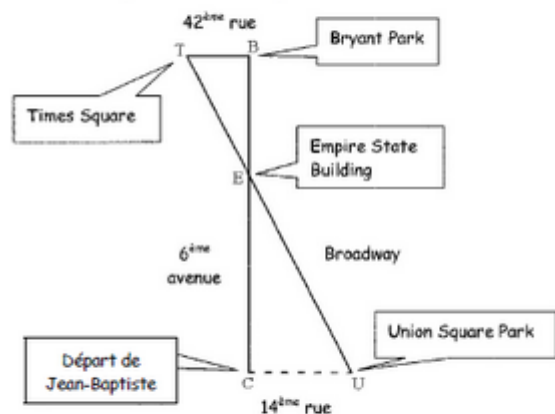 42ème rue
T
B
Bryant Park
Times Square
Empire State
Building
E
6ème
avenue
Broadway
Union Square Park
Départ de
Jean-Baptiste
C
U
14ème rue